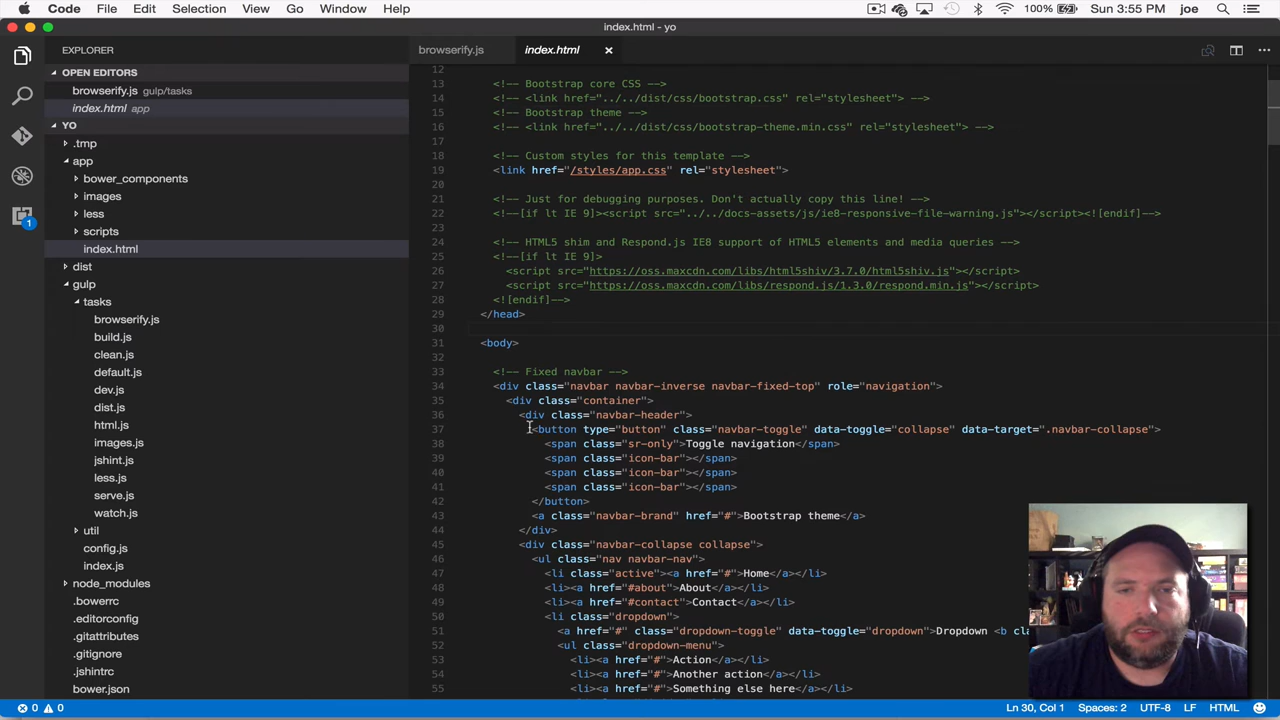 Code File Edit Selection View Go Window Help 100% Sun 3:55 PM joe
index.html - yo
EXPLORER
OPEN EDITORS
browserify.js gulp/tasks
index.html app
YO
.tmp
app
bower_components
images
less
scripts
index.html
dist
gulp
tasks
browserify.js
build.js
clean.js
default.js
dev.js
dist.js
html.js
images.js
jshint.js
less.js
serve.js
watch.js
util
config.js
index.js
node_modules
.bowerrc
.editorconfig
.gitattributes
.gitignore
.jshintrc
bower.json
1
browserify.js index.html
12
13 <!-- Bootstrap core CSS -->
14 <!-- <link href="../../dist/css/bootstrap.css" rel="stylesheet"> -->
15 <!-- Bootstrap theme -->
16 <!-- <link href="../../dist/css/bootstrap-theme.min.css" rel="stylesheet"> -->
17
18 <!-- Custom styles for this template -->
19 <link href="/styles/app.css" rel="stylesheet">
20
21 <!-- Just for debugging purposes. Don't actually copy this line! -->
22 <!--[if lt IE 9]><script src="../../docs-assets/js/ie8-responsive-file-warning.js"></script><![endif]-->
23
24 <!-- HTML5 shim and Respond.js IE8 support of HTML5 elements and media queries -->
25 <!--[if lt IE 9]>
26 <script src="https://oss.maxcdn.com/libs/html5shiv/3.7.0/html5shiv.js"></script>
27 <script src="https://oss.maxcdn.com/libs/respond.js/1.3.0/respond.min.js"></script>
28 <![endif]-->
29 </head>
30
31 <body>
32
33 <!-- Fixed navbar -->
34 <div class="navbar navbar-inverse navbar-fixed-top" role="navigation">
35 <div class="container">
36 <div class="navbar-header">
37 <button type="button" class="navbar-toggle" data-toggle="collapse" data-target=".navbar-collapse">
38 <span class="sr-only">Toggle navigation</span>
39 <span class="icon-bar"></span>
40 <span class="icon-bar"></span>
41 <span class="icon-bar"></span>
42 </button>
43 <a class="navbar-brand" href="#">Bootstrap theme</a>
44 </div>
45 <div class="navbar-collapse collapse">
46 <ul class="nav navbar-nav">
47 <li class="active"><a href="#">Home</a></li>
48 <li><a href="#about">About</a></li>
49 <li><a href="#contact">Contact</a></li>
50 <li class="dropdown">
51 <a href="#" class="dropdown-toggle" data-toggle="dropdown">Dropdown <b cla
52 <ul class="dropdown-menu">
53 <li><a href="#">Action</a></li>
54 <li><a href="#">Another action</a></li>
55 <li><a href="#">Something else here</a></li>
0 0 Ln 30, Col 1 Spaces: 2 UTF-8 LF HTML